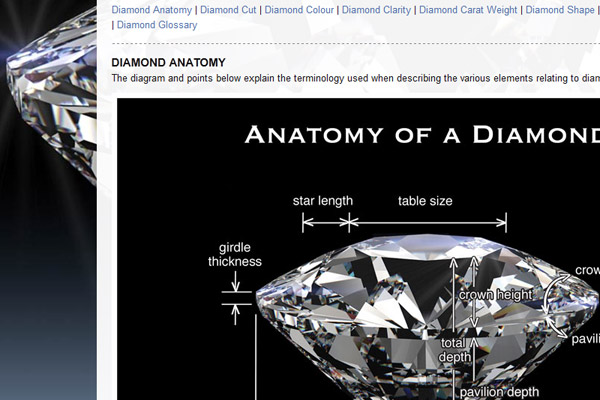 Diamond Anatomy | Diamond Cut | Diamond Colour | Diamond Clarity | Diamond Carat Weight | Diamond Shape |
| Diamond Glossary
DIAMOND ANATOMY
The diagram and points below explain the terminology used when describing the various elements relating to diam
ANATOMY OF A DIAMOND
star length
table size
girdle
thickness
crow
crown height
total
depth
pavili
pavilion depth